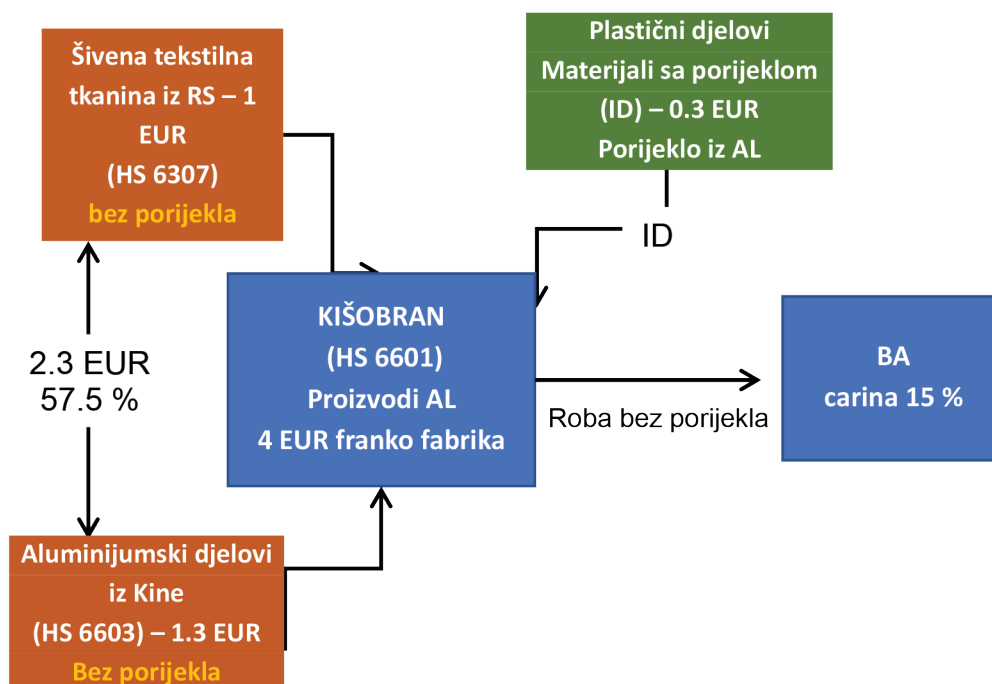 Šivena tekstilna
tkanina iz RS – 1
EUR
(HS 6307)
bez porijekla
Plastični djelovi
Materijali sa porijeklom
(ID) – 0.3 EUR
Porijeklo iz AL
ID
2.3 EUR
57.5 %
KIŠOBRAN
(HS 6601)
Proizvodi AL
4 EUR franko fabrika
Roba bez porijekla
BA
carina 15 %
Aluminijumski djelovi
iz Kine
(HS 6603) – 1.3 EUR
Bez porijekla